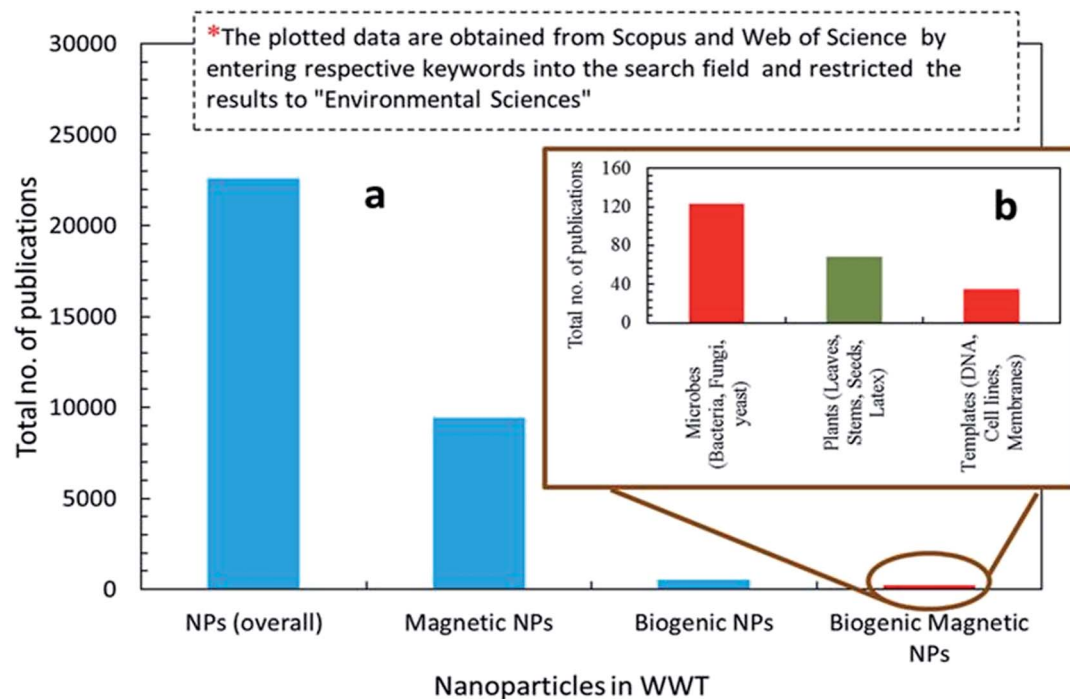 *The plotted data are obtained from Scopus and Web of Science by
entering respective keywords into the search field and restricted the
results to "Environmental Sciences"
Total no. of publications
30000
25000
20000
15000
10000
5000
0
a
NPs (overall)
Magnetic NPs
Biogenic NPs
Biogenic Magnetic
NPs
Nanoparticles in WWT
b
Total no. of publications
160
120
80
40
0
Microbes
(Bacteria, Fungi,
yeast)
Plants (Leaves,
Stems, Seeds,
Latex)
Templates (DNA,
Cell lines,
Membranes)